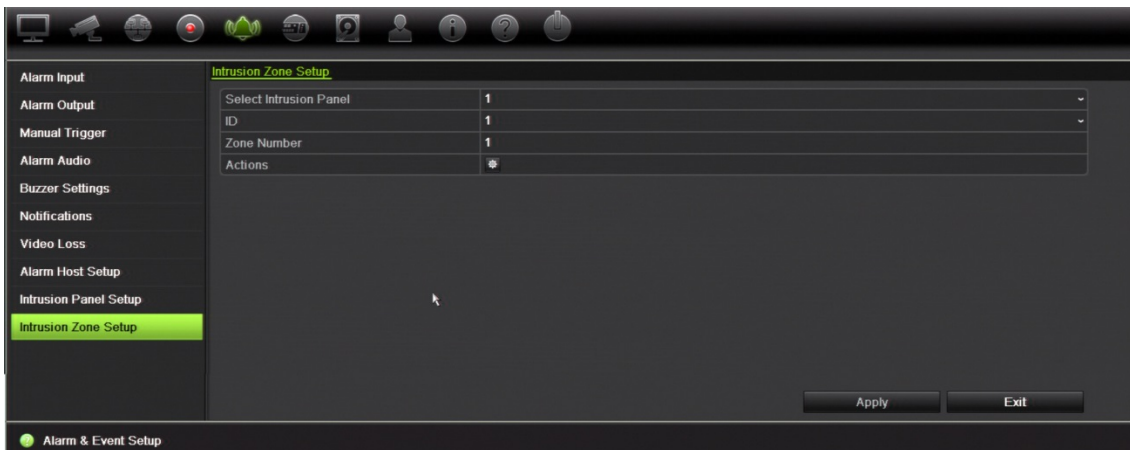 Alarm Input
Alarm Output
Manual Trigger
Alarm Audio
Buzzer Settings
Notifications
Video Loss
Alarm Host Setup
Intrusion Panel Setup
Intrusion Zone Setup
Intrusion Zone Setup
Select Intrusion Panel 1
ID 1
Zone Number 1
Actions
Apply Exit
Alarm & Event Setup